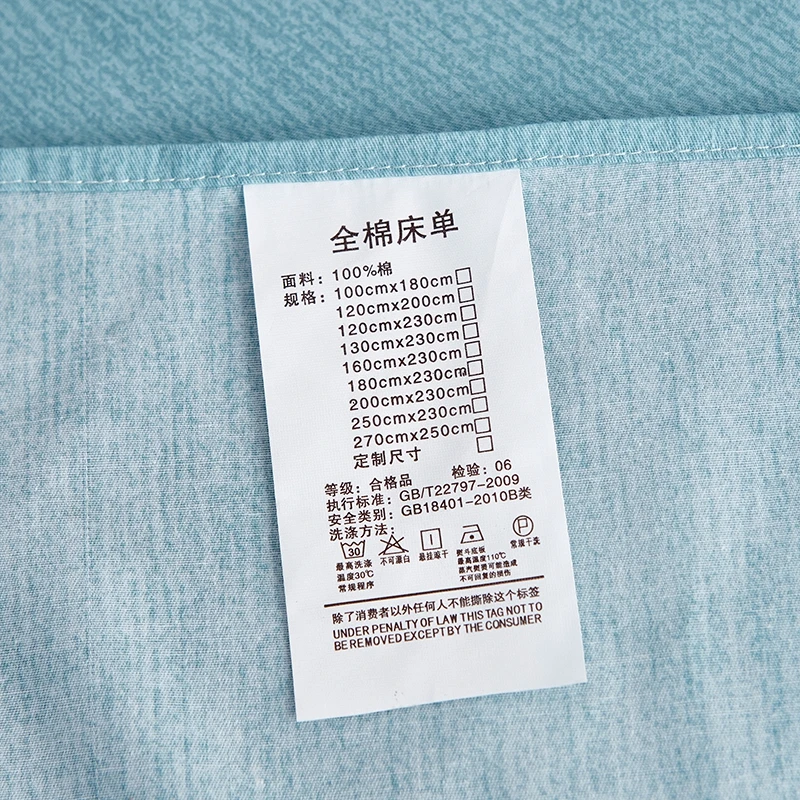 全棉床单
面料：100%棉
规格：100cmx180cm□
120cmx200cm□
120cmx230cm□
130cmx230cm□
160cmx230cm□
180cmx230cm□
200cmx230cm□
250cmx230cm□
270cmx250cm□
定制尺寸 □
等级：合格品 检验：06
执行标准：GB/T22797-2009
安全类别：GB18401-2010B类
洗涤方法：
30 P
最高洗涤 不可漂白 悬挂晾干 熨斗底板 常规干洗
温度30℃ 最高温度110℃
常规程序 蒸汽熨烫可能造成
不可回复的损伤
除了消费者以外任何人不能撕除这个标签
UNDER PENALTY OF LAW THIS TAG NOT TO
BE REMOVED EXCEPT BY THE CONSUMER